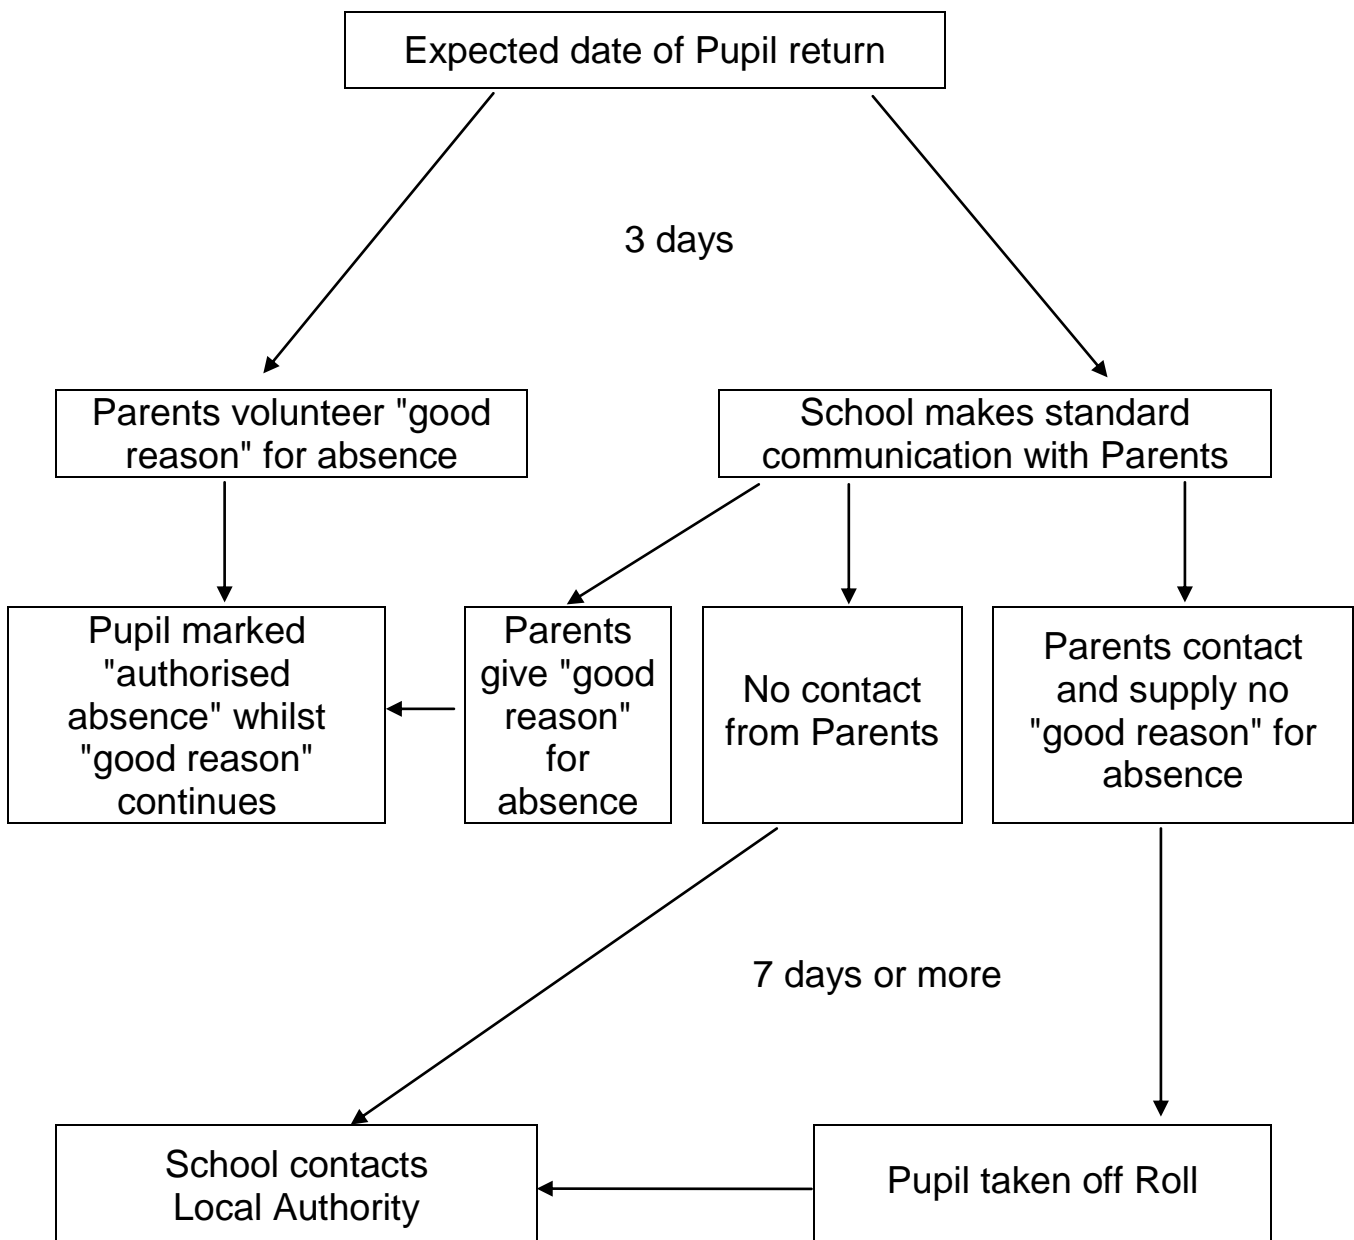 Expected date of Pupil return
3 days
Parents volunteer "good
reason" for absence
School makes standard
communication with Parents
Pupil marked
"authorised
absence" whilst
"good reason"
continues
Parents
give "good
reason"
for
absence
No contact
from Parents
Parents contact
and supply no
"good reason" for
absence
7 days or more
School contacts
Local Authority
Pupil taken off Roll